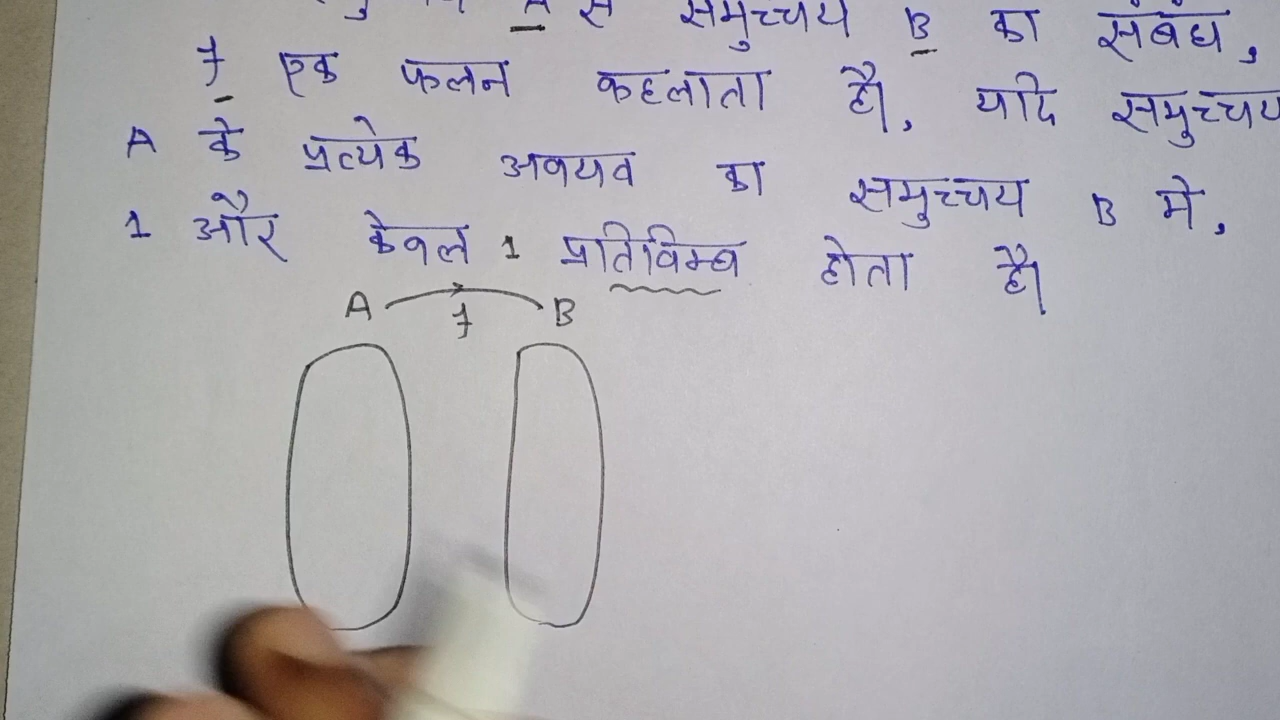 A से समुच्चय B का संबंध,
f एक फलन कहलाता है, यदि समुच्चय
A के प्रत्येक अवयव का समुच्चय B मे,
1 और केवल 1 प्रतिविम्ब होता है।
A f B